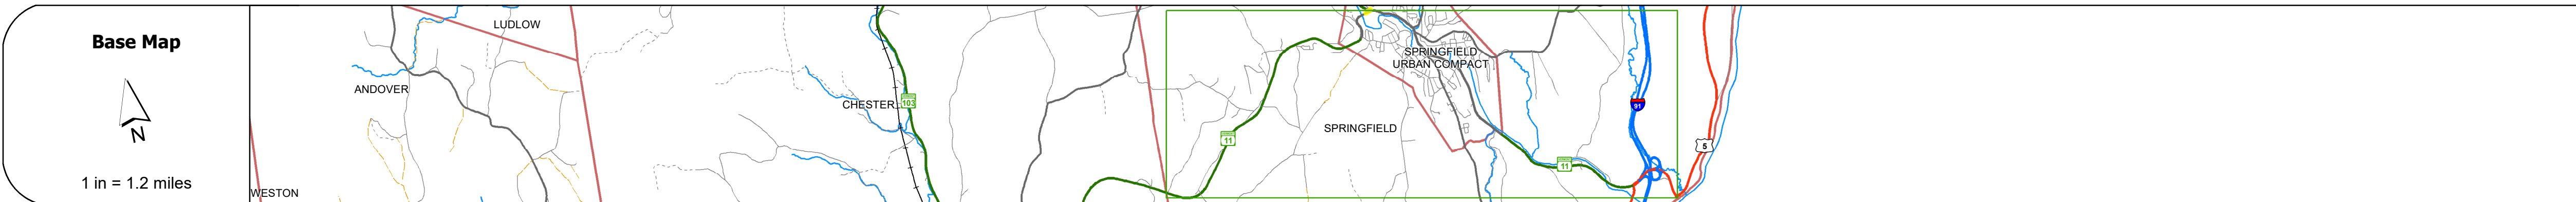 Base Map
N
1 in = 1.2 miles
LUDLOW
ANDOVER
WESTON
CHESTER
103
11
SPRINGFIELD
SPRINGFIELD
URBAN COMPACT
11
91
5